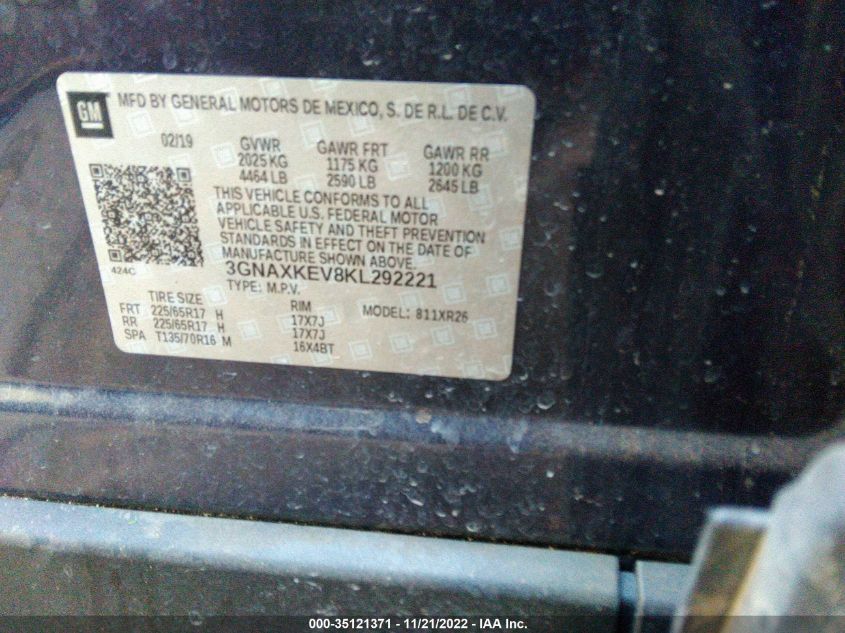 GM
MFD BY GENERAL MOTORS DE MEXICO, S. DE R.L. DE C.V.
02/19 GVWR GAWR FRT GAWR RR
2025 KG 1175 KG 1200 KG
4464 LB 2590 LB 2645 LB
THIS VEHICLE CONFORMS TO ALL
APPLICABLE U.S. FEDERAL MOTOR
VEHICLE SAFETY AND THEFT PREVENTION
STANDARDS IN EFFECT ON THE DATE OF
MANUFACTURE SHOWN ABOVE.
424C
3GNAXKEV8KL292221
TYPE: M.P.V.
TIRE SIZE RIM MODEL: 811XR26
FRT 225/65R17 H 17X7J
RR 225/65R17 H 17X7J
SPA T135/70R16 M 16X4BT
000-35121371 - 11/21/2022 - IAA Inc.